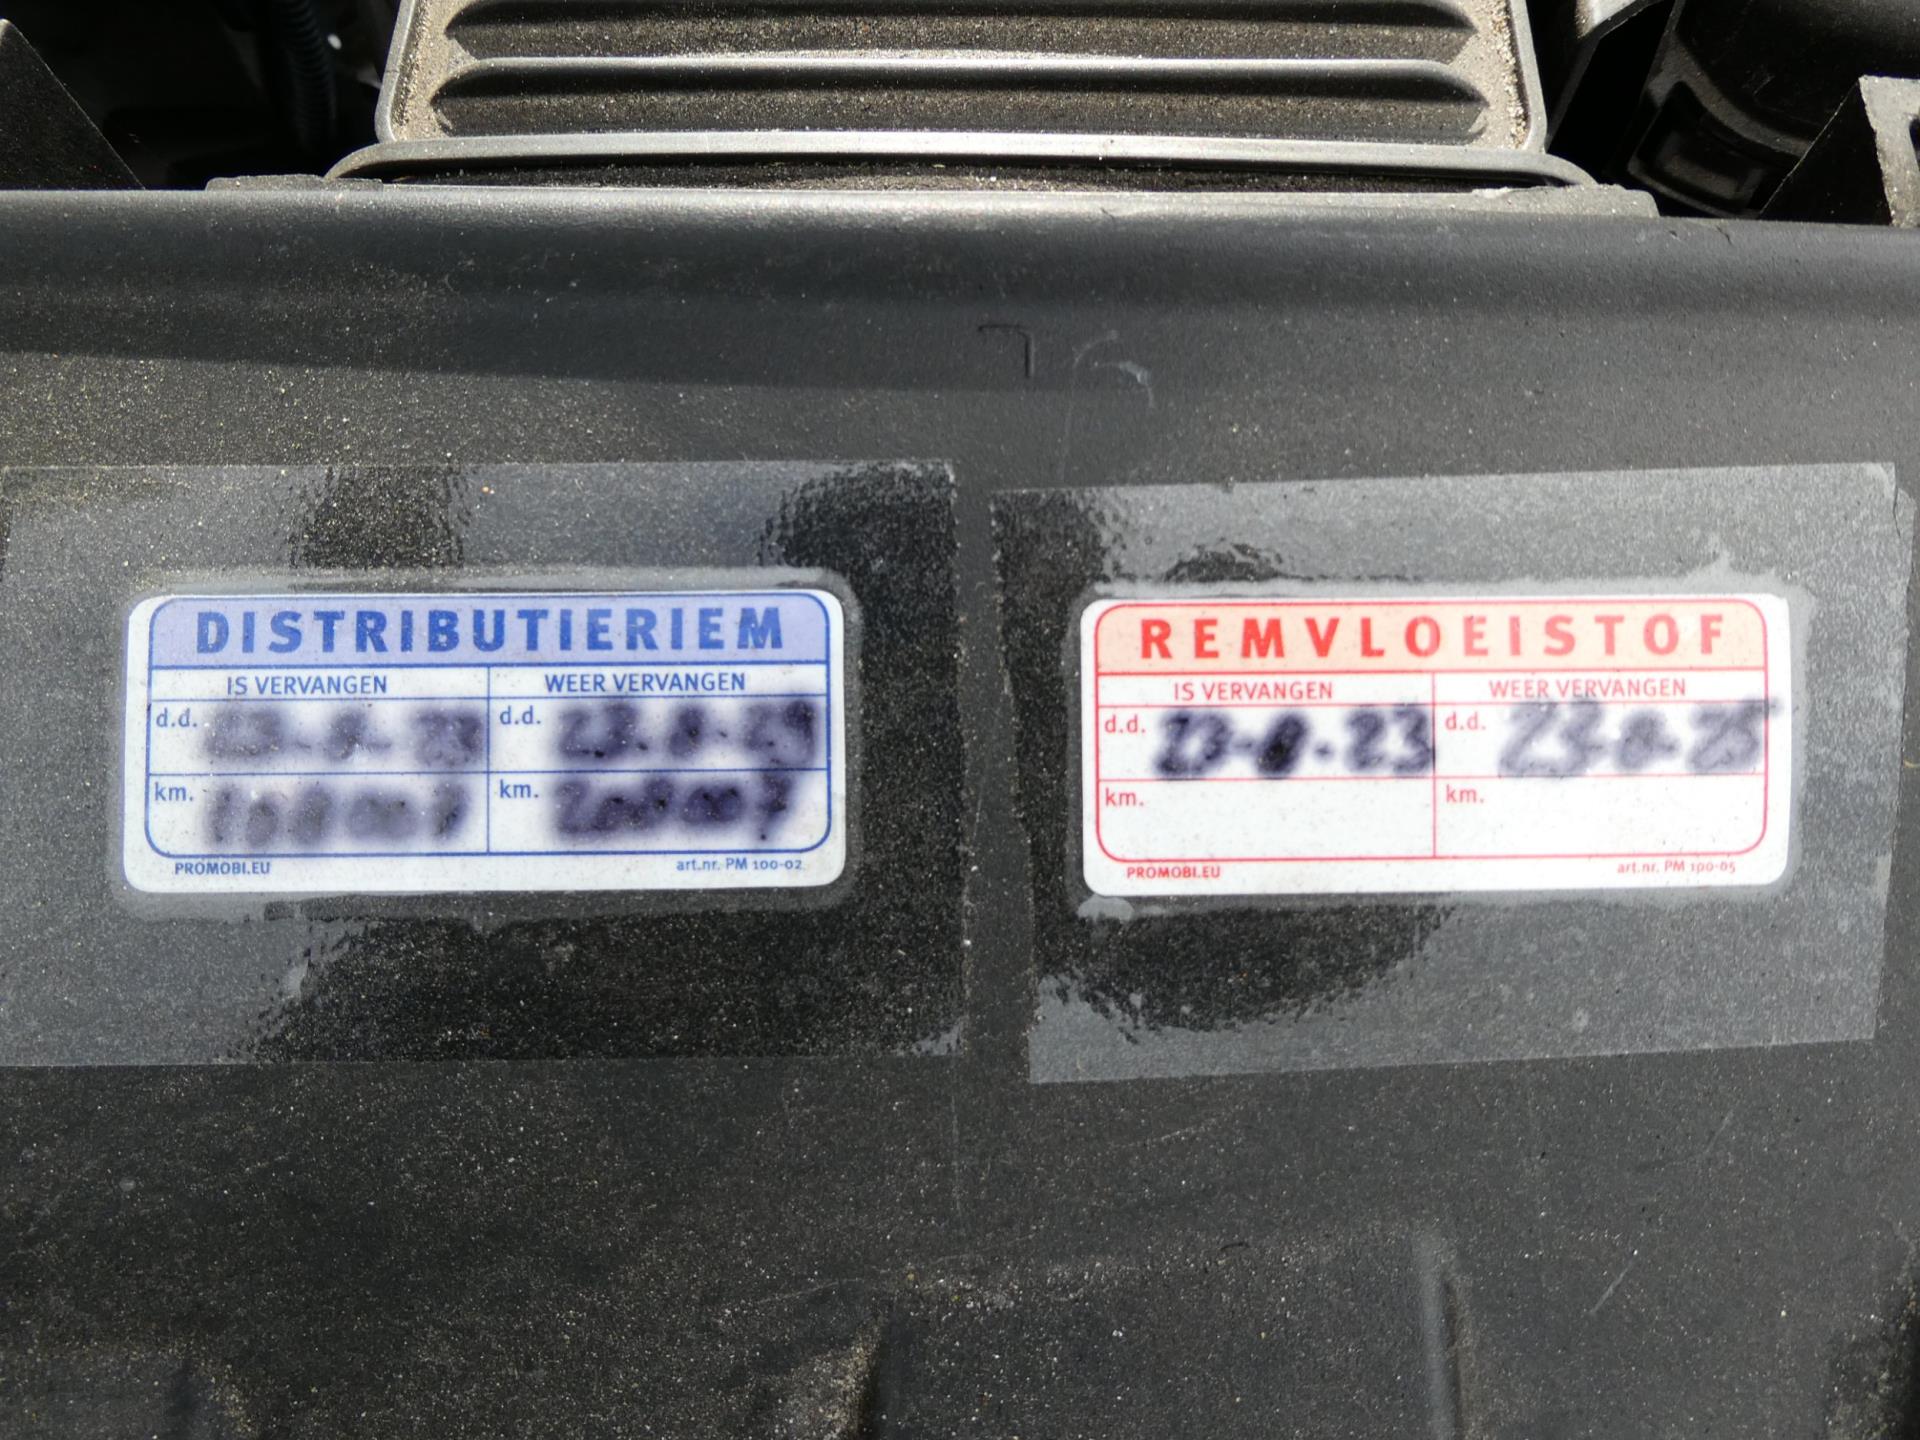 DISTRIBUTIERIEM
IS VERVANGEN WEER VERVANGEN
d.d. d.d.
km. km.
PROMOBI.EU art.nr. PM 100-02
REMVLOEISTOF
IS VERVANGEN WEER VERVANGEN
d.d. 23-8-23 d.d. 23-8-25
km. km.
PROMOBI.EU art.nr. PM 100-05